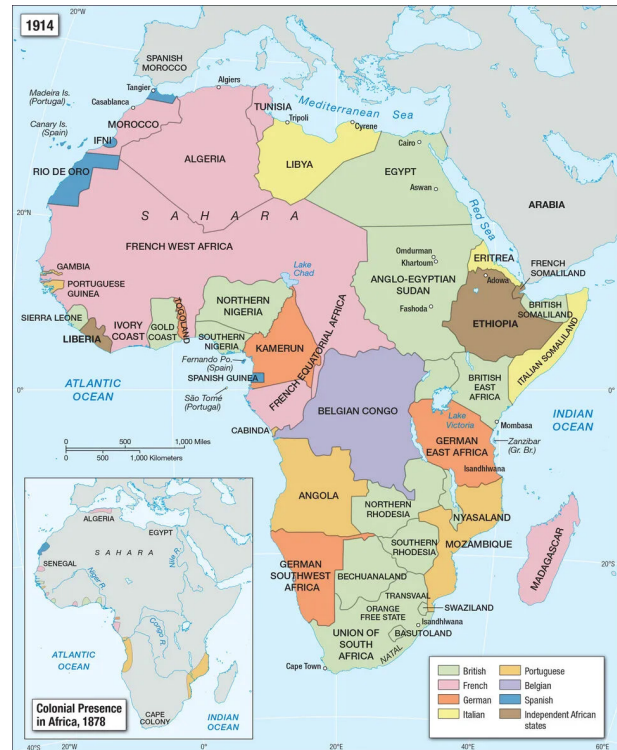 1914
20°W
0°
20°E
40°E
SPANISH
MOROCCO
Madeira Is.
(Portugal)
Tangier
Algiers
Casablanca
TUNISIA
Mediterranean Sea
Canary Is.
(Spain)
MOROCCO
Tripoli
Cyrene
IFNI
Cairo
RIO DE ORO
ALGERIA
LIBYA
EGYPT
Aswan
ARABIA
Red Sea
20°N
SAHARA
FRENCH WEST AFRICA
Omdurman
Khartoum
ERITREA
FRENCH
SOMALILAND
Lake
Chad
ANGLO-EGYPTIAN
SUDAN
Adowa
GAMBIA
PORTUGUESE
GUINEA
NORTHERN
NIGERIA
Fashoda
BRITISH
SOMALILAND
SIERRA LEONE
LIBERIA
IVORY
COAST
GOLD
COAST
TOGOLAND
SOUTHERN
NIGERIA
KAMERUN
FRENCH EQUATORIAL AFRICA
ETHIOPIA
ITALIAN SOMALILAND
Fernando Po.
(Spain)
SPANISH GUINEA
ATLANTIC
OCEAN
0°
São Tomé
(Portugal)
BELGIAN CONGO
BRITISH
EAST
AFRICA
INDIAN
OCEAN
Lake
Victoria
Mombasa
CABINDA
GERMAN
EAST AFRICA
Zanzibar
(Gr. Br.)
Isandhlwana
0 500 1,000 Miles
0 500 1,000 Kilometers
ANGOLA
NORTHERN
RHODESIA
NYASALAND
SOUTHERN
RHODESIA
MOZAMBIQUE
MADAGASCAR
GERMAN
SOUTHWEST
AFRICA
BECHUANALAND
20°S
TRANSVAAL
ORANGE
FREE STATE
SWAZILAND
Isandhlwana
BASUTOLAND
UNION OF
SOUTH
AFRICA
NATAL
Cape Town
ALGERIA
EGYPT
SAHARA
SENEGAL
Niger R.
Nile R.
Congo R.
ATLANTIC
OCEAN
CAPE
COLONY
INDIAN
OCEAN
Colonial Presence
in Africa, 1878
British
French
German
Italian
Portuguese
Belgian
Spanish
Independent African
states
40°W
20°W
0°
20°E
40°E
60°E